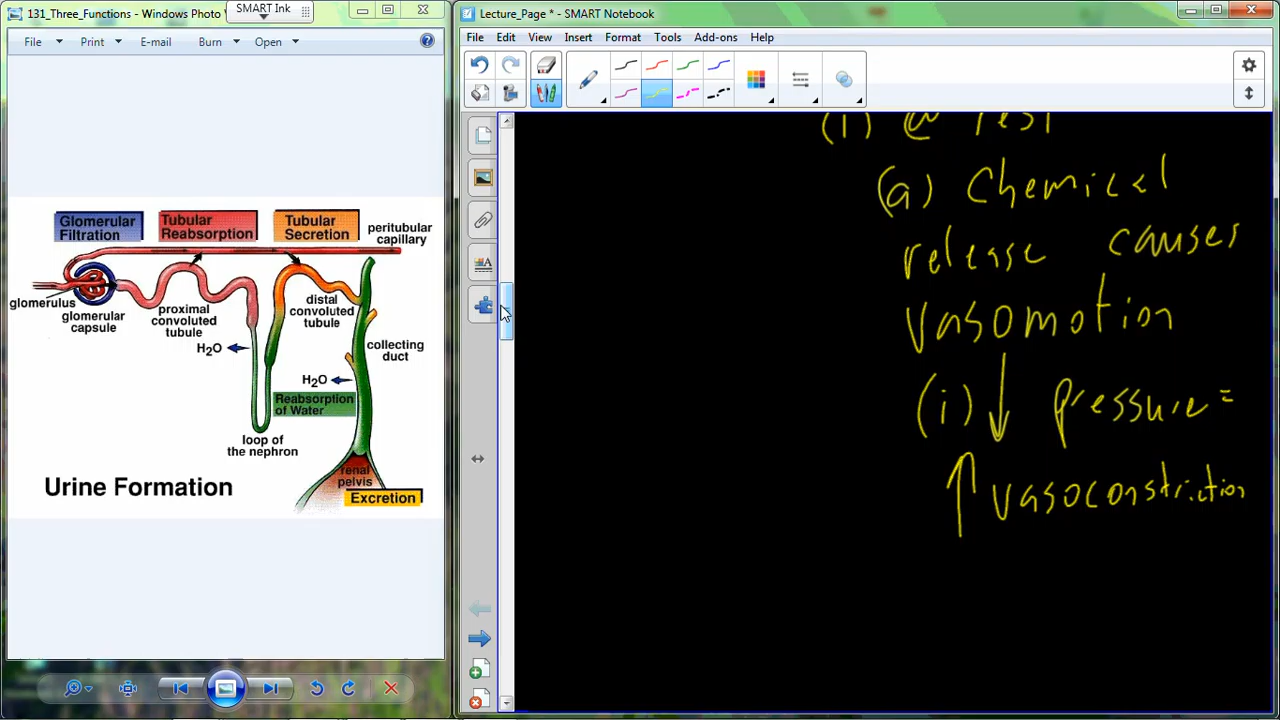 131_Three_Functions - Windows Photo
SMART Ink
File Print E-mail Burn Open
Glomerular Filtration
Tubular Reabsorption
Tubular Secretion
peritubular capillary
glomerulus
glomerular capsule
proximal convoluted tubule
distal convoluted tubule
H₂O
collecting duct
H₂O
Reabsorption of Water
loop of the nephron
renal pelvis
Excretion
Urine Formation
Lecture_Page * - SMART Notebook
File Edit View Insert Format Tools Add-ons Help
(1) @ rest
(a) Chemical
release causes
vasomotion
(i) ↓ pressure =
↑ vasoconstriction